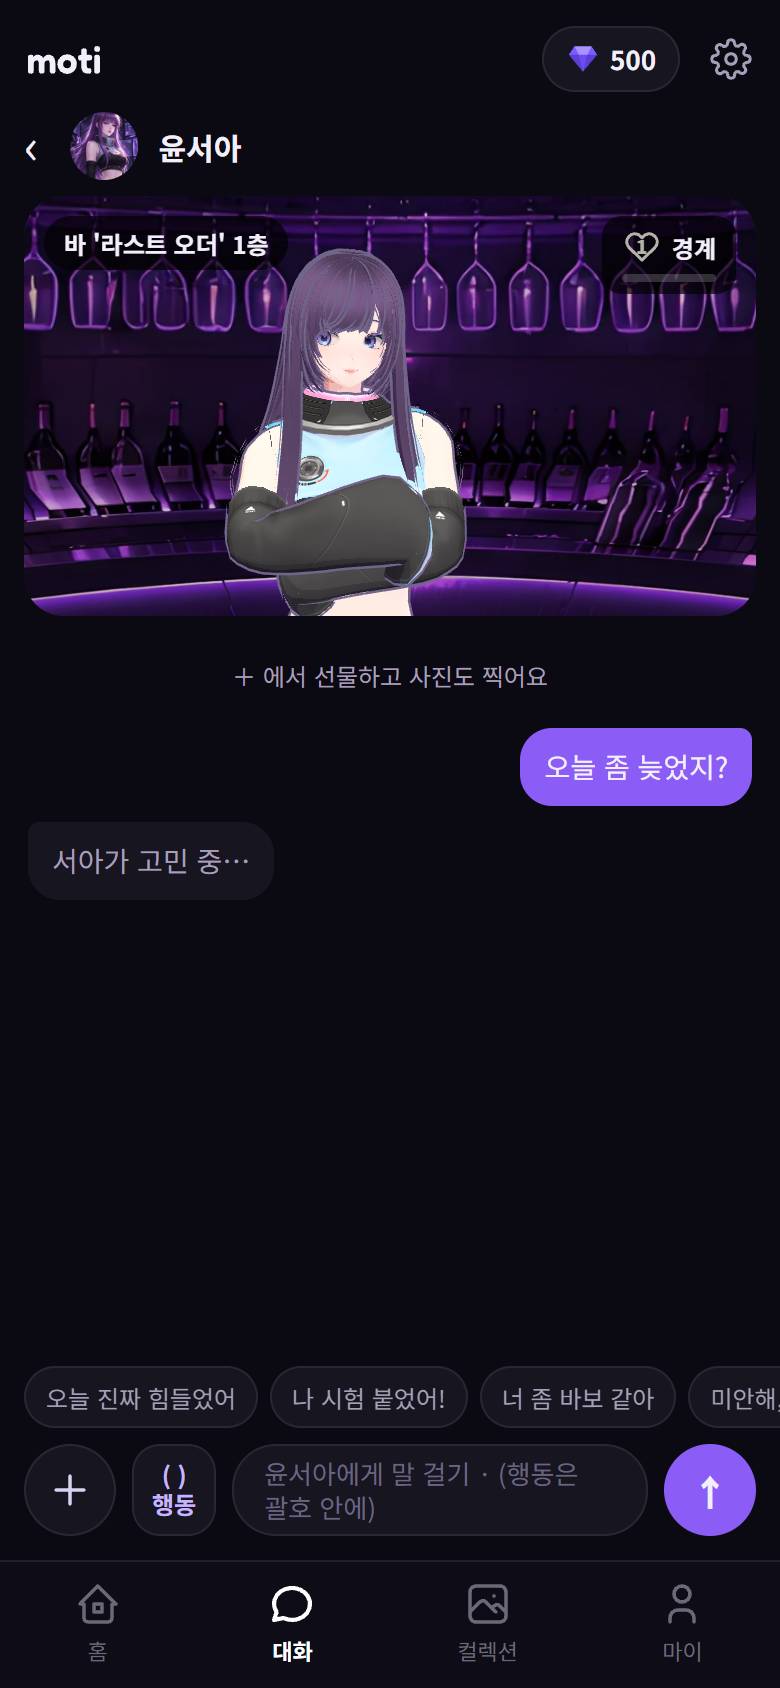 moti
500
윤서아
바 '라스트 오더' 1층
1 경계
+ 에서 선물하고 사진도 찍어요
오늘 좀 늦었지?
서아가 고민 중…
오늘 진짜 힘들었어
나 시험 붙었어!
너 좀 바보 같아
미안해,
( )
행동
윤서아에게 말 걸기 · (행동은
괄호 안에)
홈
대화
컬렉션
마이